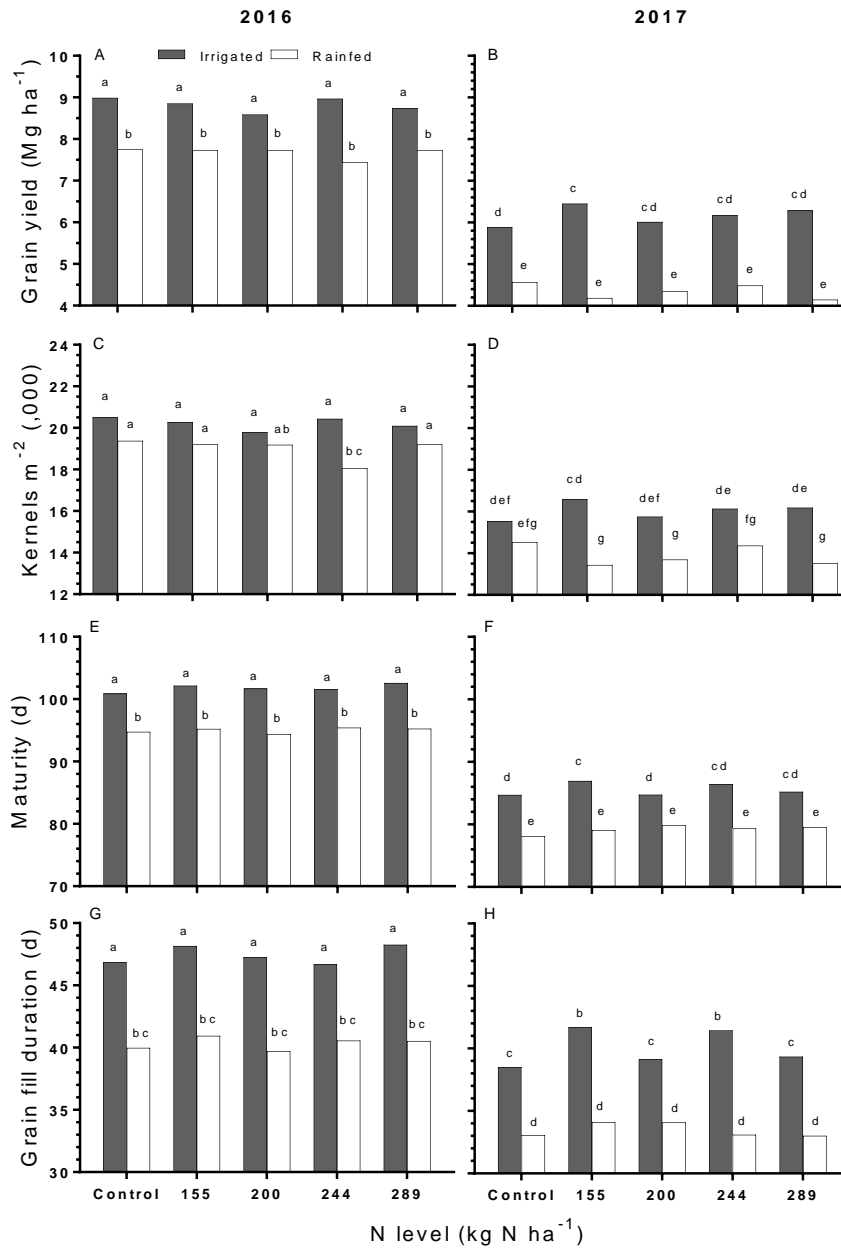 2016 2017
A Irrigated Rainfed B
Grain yield (Mg ha⁻¹)
10
9
8
7
6
5
4
a b a b a b a b a b
d e c e cd e cd e cd e
C D
Kernels m⁻² (,000)
24
22
20
18
16
14
12
a a a a a ab a bc a a
def efg cd g def g de fg de g
E F
Maturity (d)
110
100
90
80
70
a b a b a b a b a b
d e c e d e cd e cd e
G H
Grain fill duration (d)
50
45
40
35
30
a bc a bc a bc a bc a bc
c d b d c d b d c d
Control 155 200 244 289 Control 155 200 244 289
N level (kg N ha⁻¹)